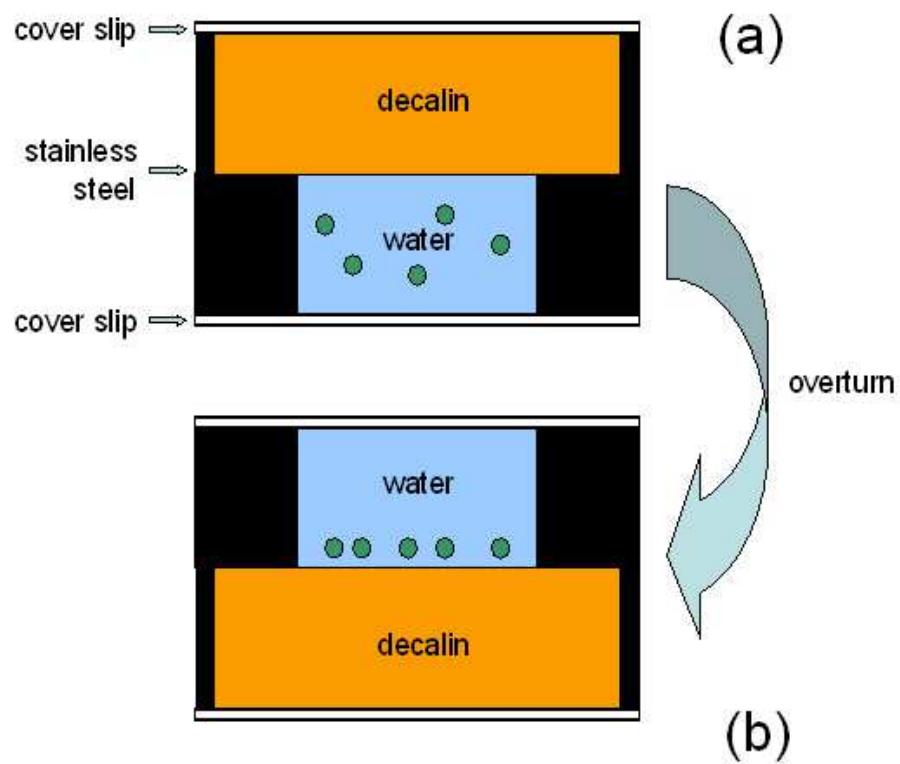 cover slip
(a)
decalin
stainless
steel
water
cover slip
overturn
water
decalin
(b)